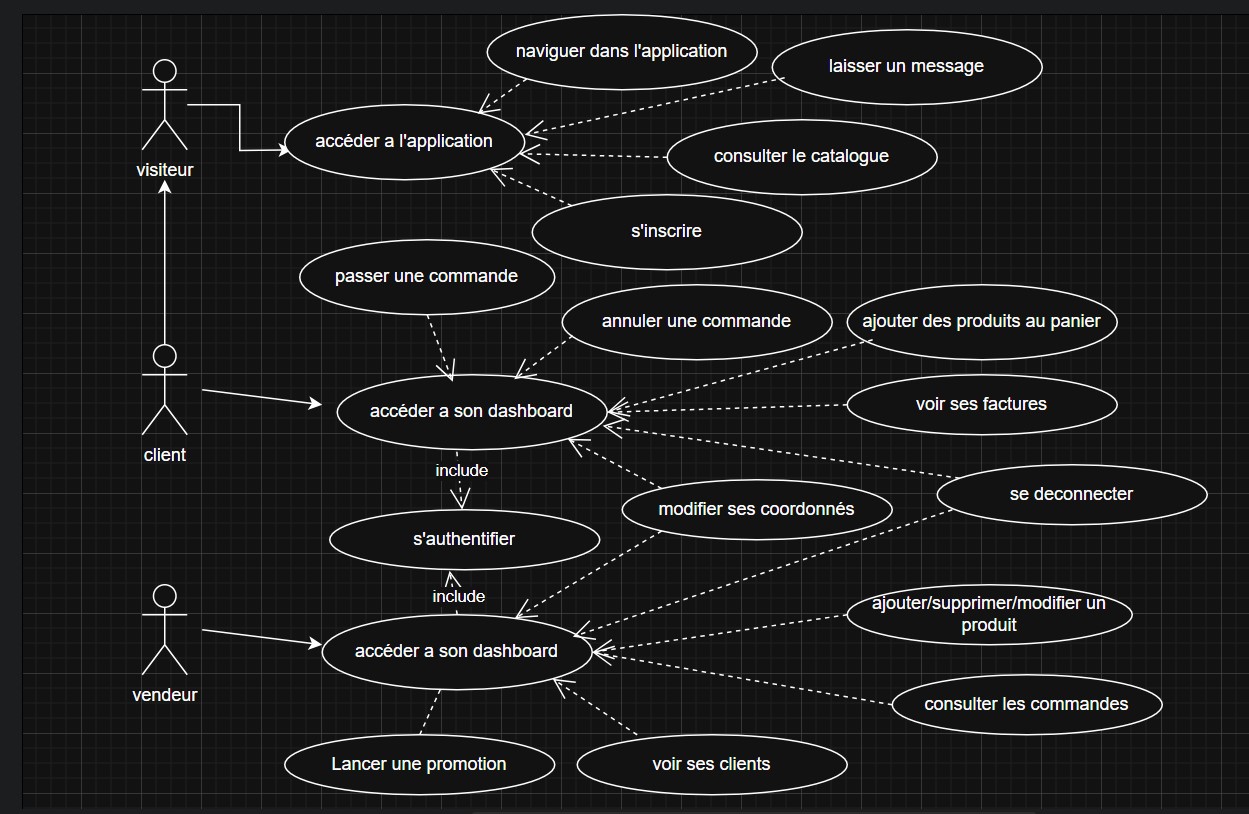 naviguer dans l'application
laisser un message
accéder a l'application
consulter le catalogue
visiteur
s'inscrire
passer une commande
annuler une commande
ajouter des produits au panier
accéder a son dashboard
voir ses factures
client
include
se deconnecter
modifier ses coordonnés
s'authentifier
include
ajouter/supprimer/modifier un
produit
accéder a son dashboard
vendeur
consulter les commandes
Lancer une promotion
voir ses clients